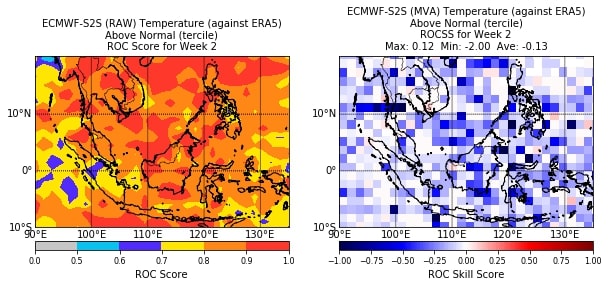 ECMWF-S2S (RAW) Temperature (against ERA5)
Above Normal (tercile)
ROC Score for Week 2
10°N
0°
10°S
90°E 100°E 110°E 120°E 130°E
0.0 0.5 0.6 0.7 0.8 0.9 1.0
ROC Score
ECMWF-S2S (MVA) Temperature (against ERA5)
Above Normal (tercile)
ROCSS for Week 2
Max: 0.12 Min: -2.00 Ave: -0.13
10°N
0°
10°S
90°E 100°E 110°E 120°E 130°E
−1.00 −0.75 −0.50 −0.25 0.00 0.25 0.50 0.75 1.00
ROC Skill Score